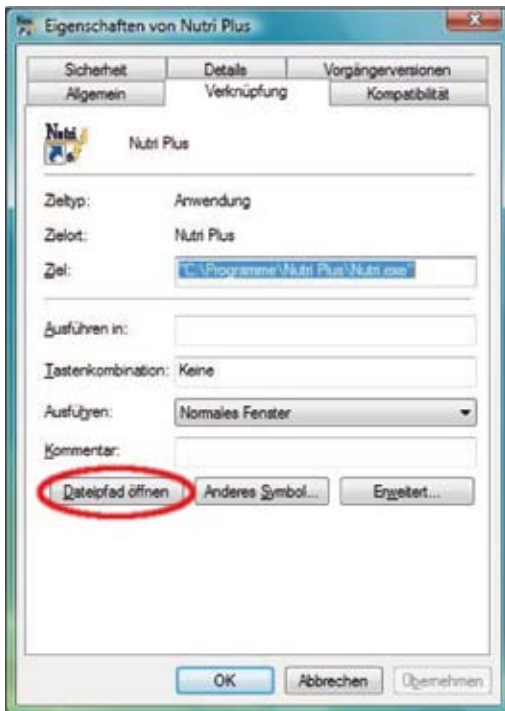 Eigenschaften von Nutri Plus
Sicherheit Details Vorgängerversionen
Allgemein Verknüpfung Kompatibilität
Nutri Plus
Zieltyp: Anwendung
Zielort: Nutri Plus
Ziel: "C:\Programme\Nutri Plus\Nutri.exe"
Ausführen in:
Tastenkombination: Keine
Ausführen: Normales Fenster
Kommentar:
Dateipfad öffnen Anderes Symbol... Erweitert...
OK Abbrechen Übernehmen